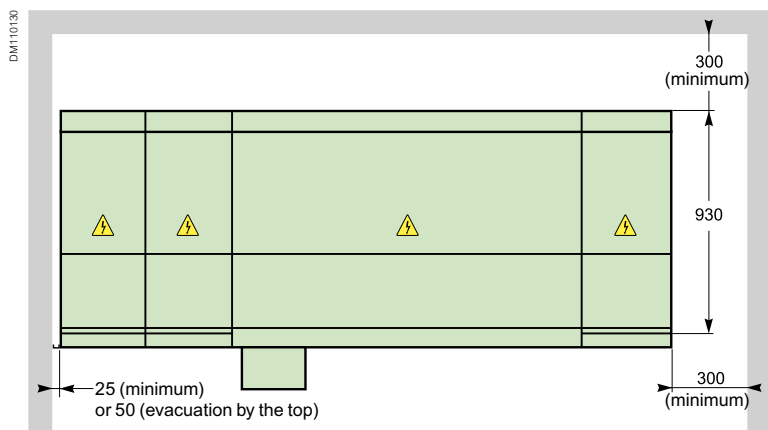 DM110130
300
(minimum)
930
25 (minimum)
or 50 (evacuation by the top)
300
(minimum)